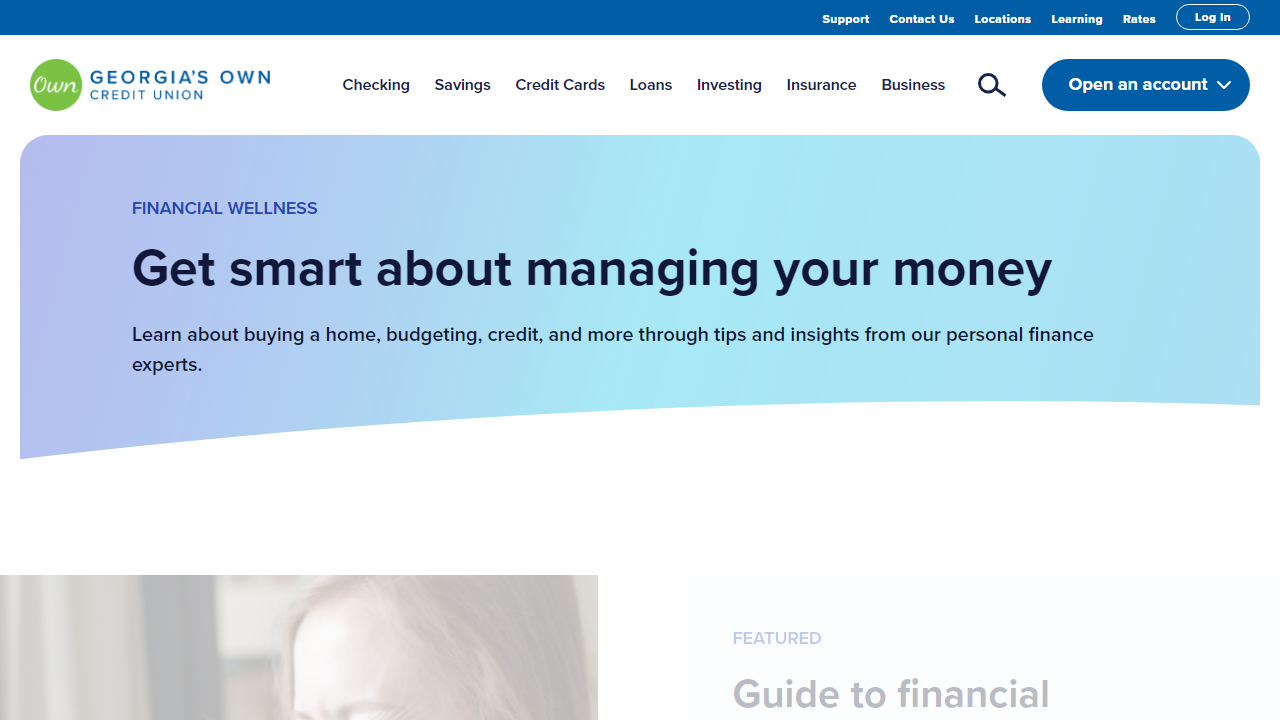 Support Contact Us Locations Learning Rates Log In
Own GEORGIA'S OWN
CREDIT UNION
Checking Savings Credit Cards Loans Investing Insurance Business Open an account
FINANCIAL WELLNESS
Get smart about managing your money
Learn about buying a home, budgeting, credit, and more through tips and insights from our personal finance
experts.
FEATURED
Guide to financial